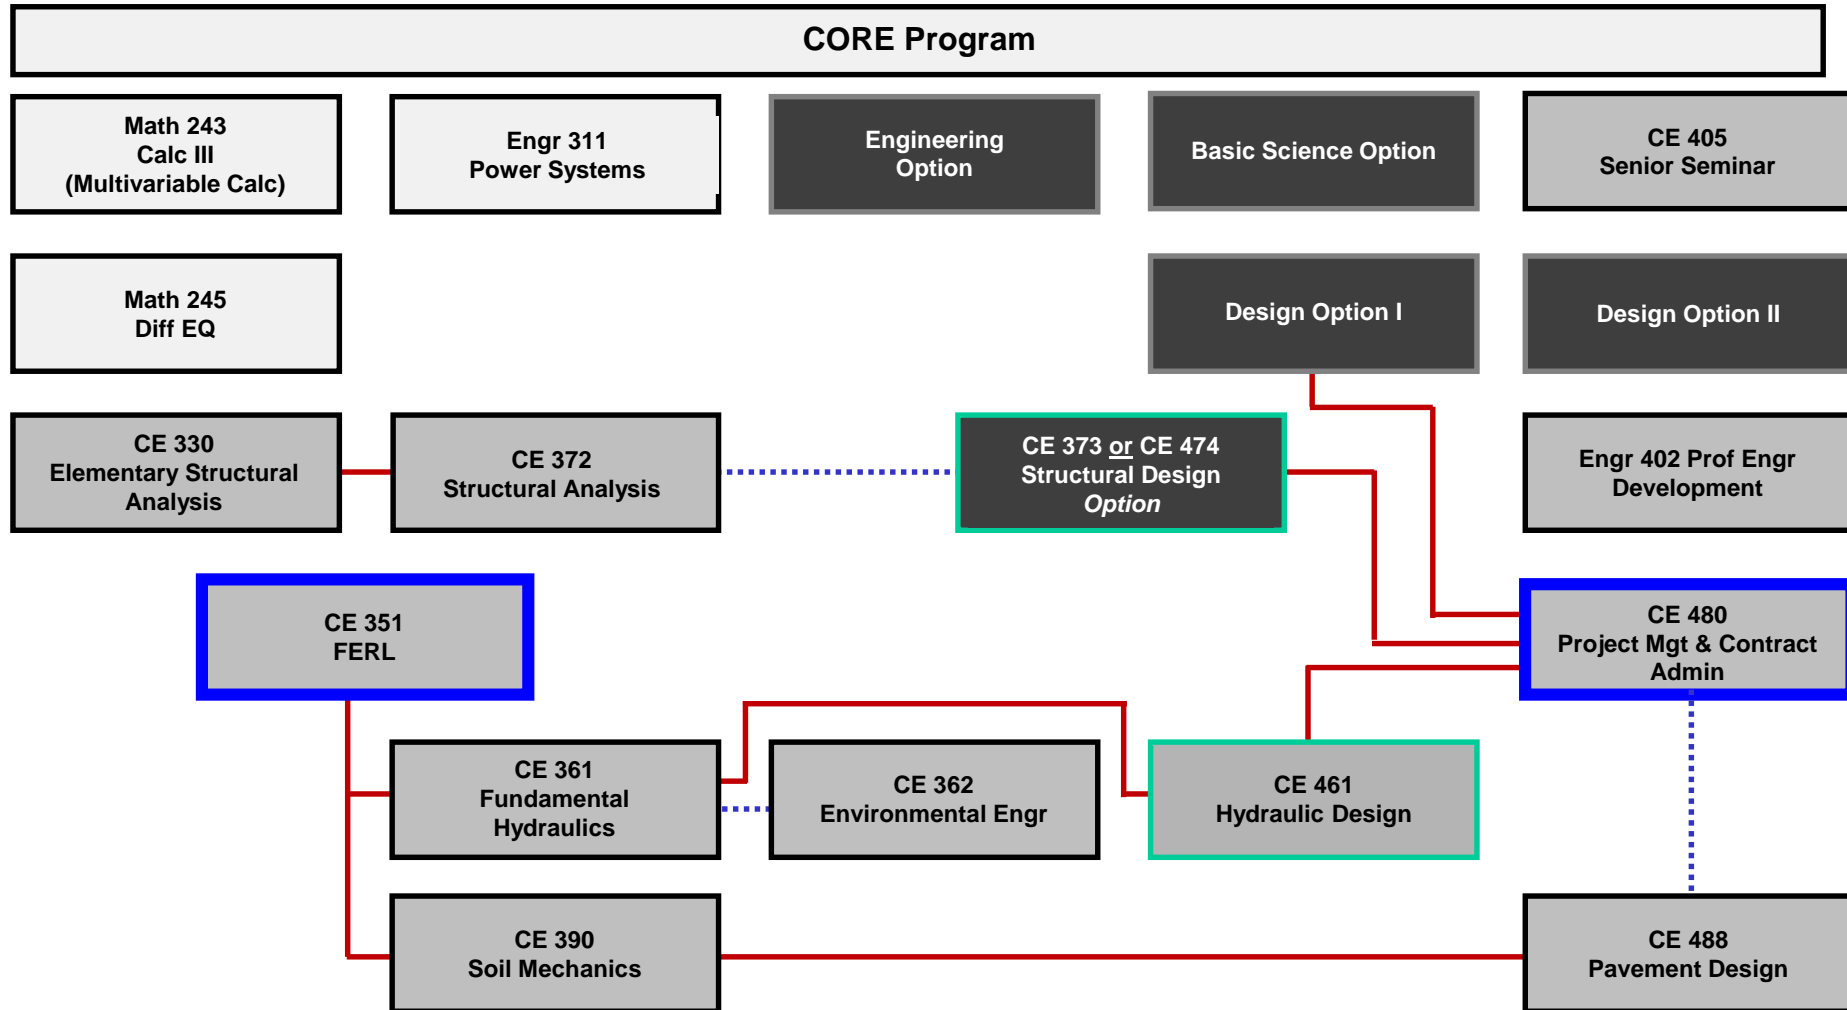 CORE Program
Math 243
Calc III
(Multivariable Calc)
Engr 311
Power Systems
Engineering
Option
Basic Science Option
CE 405
Senior Seminar
Math 245
Diff EQ
Design Option I
Design Option II
CE 330
Elementary Structural
Analysis
CE 372
Structural Analysis
CE 373 or CE 474
Structural Design
Option
Engr 402 Prof Engr
Development
CE 351
FERL
CE 480
Project Mgt & Contract
Admin
CE 361
Fundamental
Hydraulics
CE 362
Environmental Engr
CE 461
Hydraulic Design
CE 390
Soil Mechanics
CE 488
Pavement Design